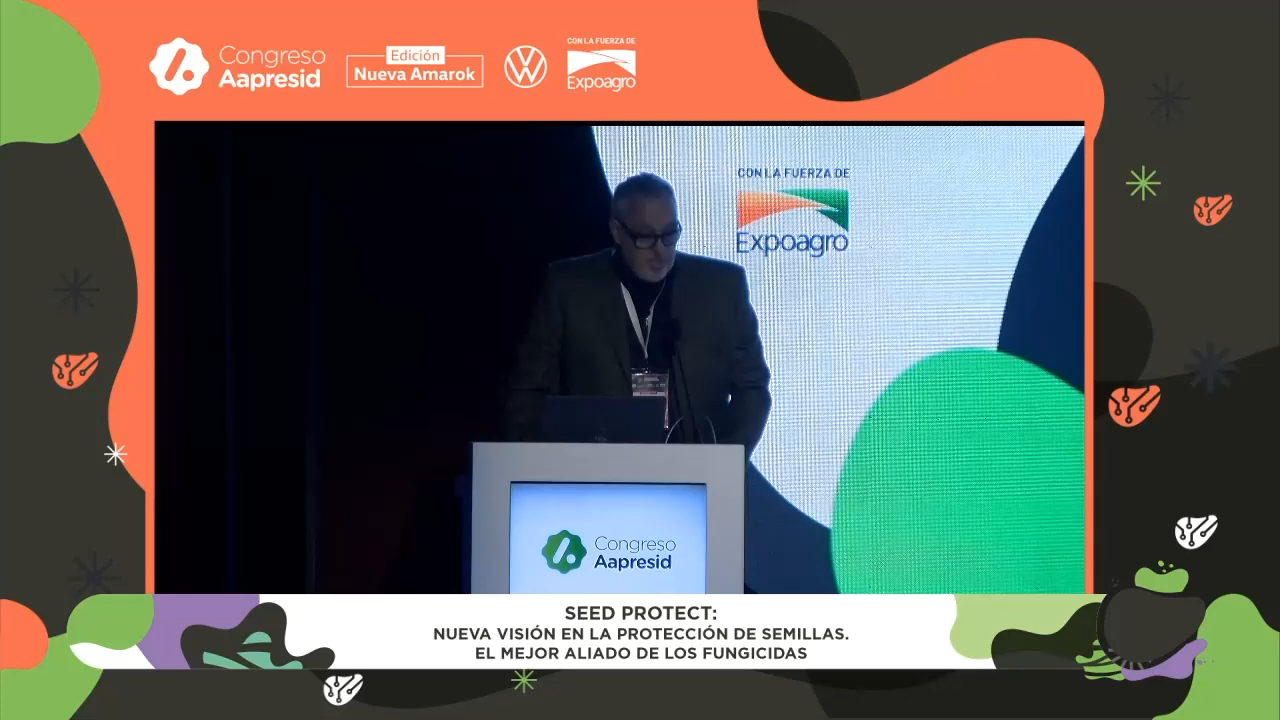 Congreso
Aapresid
Edición
Nueva Amarok
CON LA FUERZA DE
Expoagro
CON LA FUERZA DE
Expoagro
Congreso
Aapresid
SEED PROTECT:
NUEVA VISIÓN EN LA PROTECCIÓN DE SEMILLAS.
EL MEJOR ALIADO DE LOS FUNGICIDAS